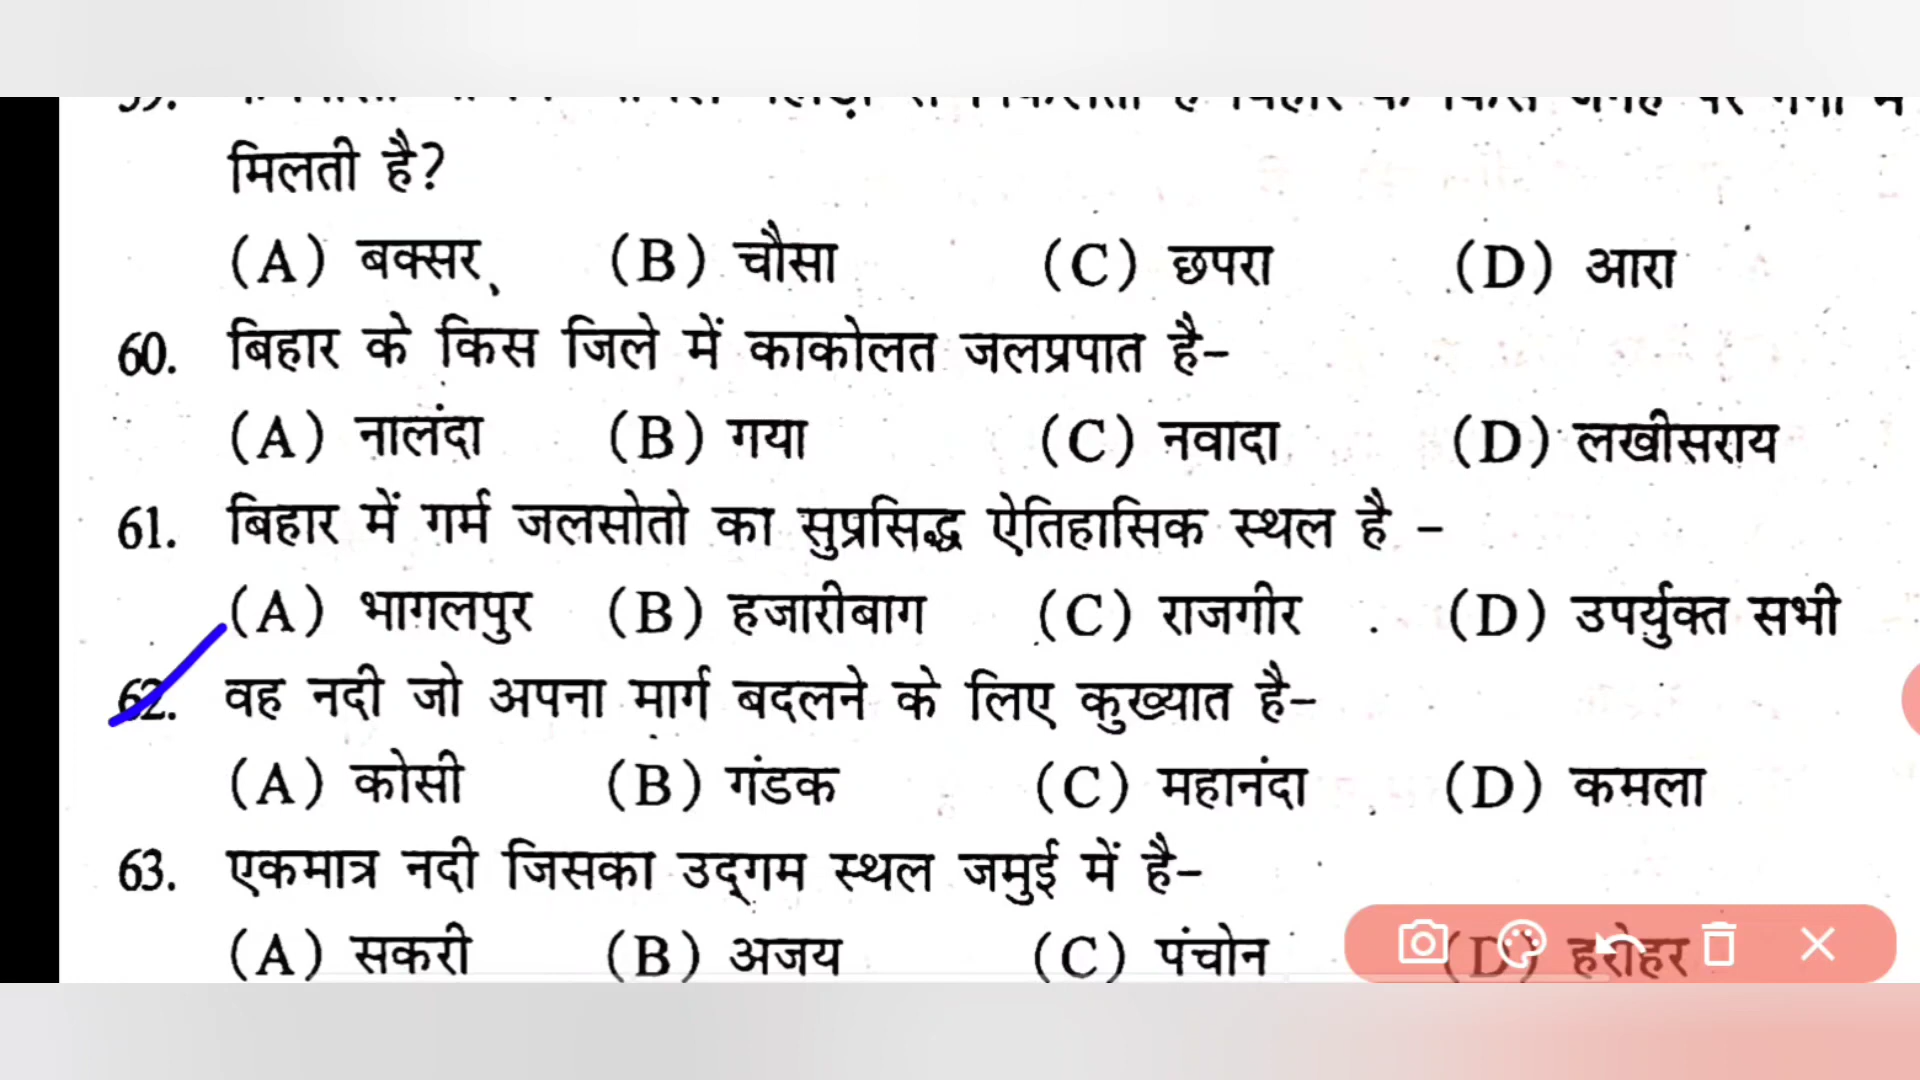 मिलती है?
(A) बक्सर (B) चौसा (C) छपरा (D) आरा
60. बिहार के किस जिले में काकोलत जलप्रपात है-
(A) नालंदा (B) गया (C) नवादा (D) लखीसराय
61. बिहार में गर्म जलसोतो का सुप्रसिद्ध ऐतिहासिक स्थल है -
(A) भागलपुर (B) हजारीबाग (C) राजगीर (D) उपर्युक्त सभी
62. वह नदी जो अपना मार्ग बदलने के लिए कुख्यात है-
(A) कोसी (B) गंडक (C) महानंदा (D) कमला
63. एकमात्र नदी जिसका उद्गम स्थल जमुई में है-
(A) सकरी (B) अजय (C) पंचोन (D) हरोहर